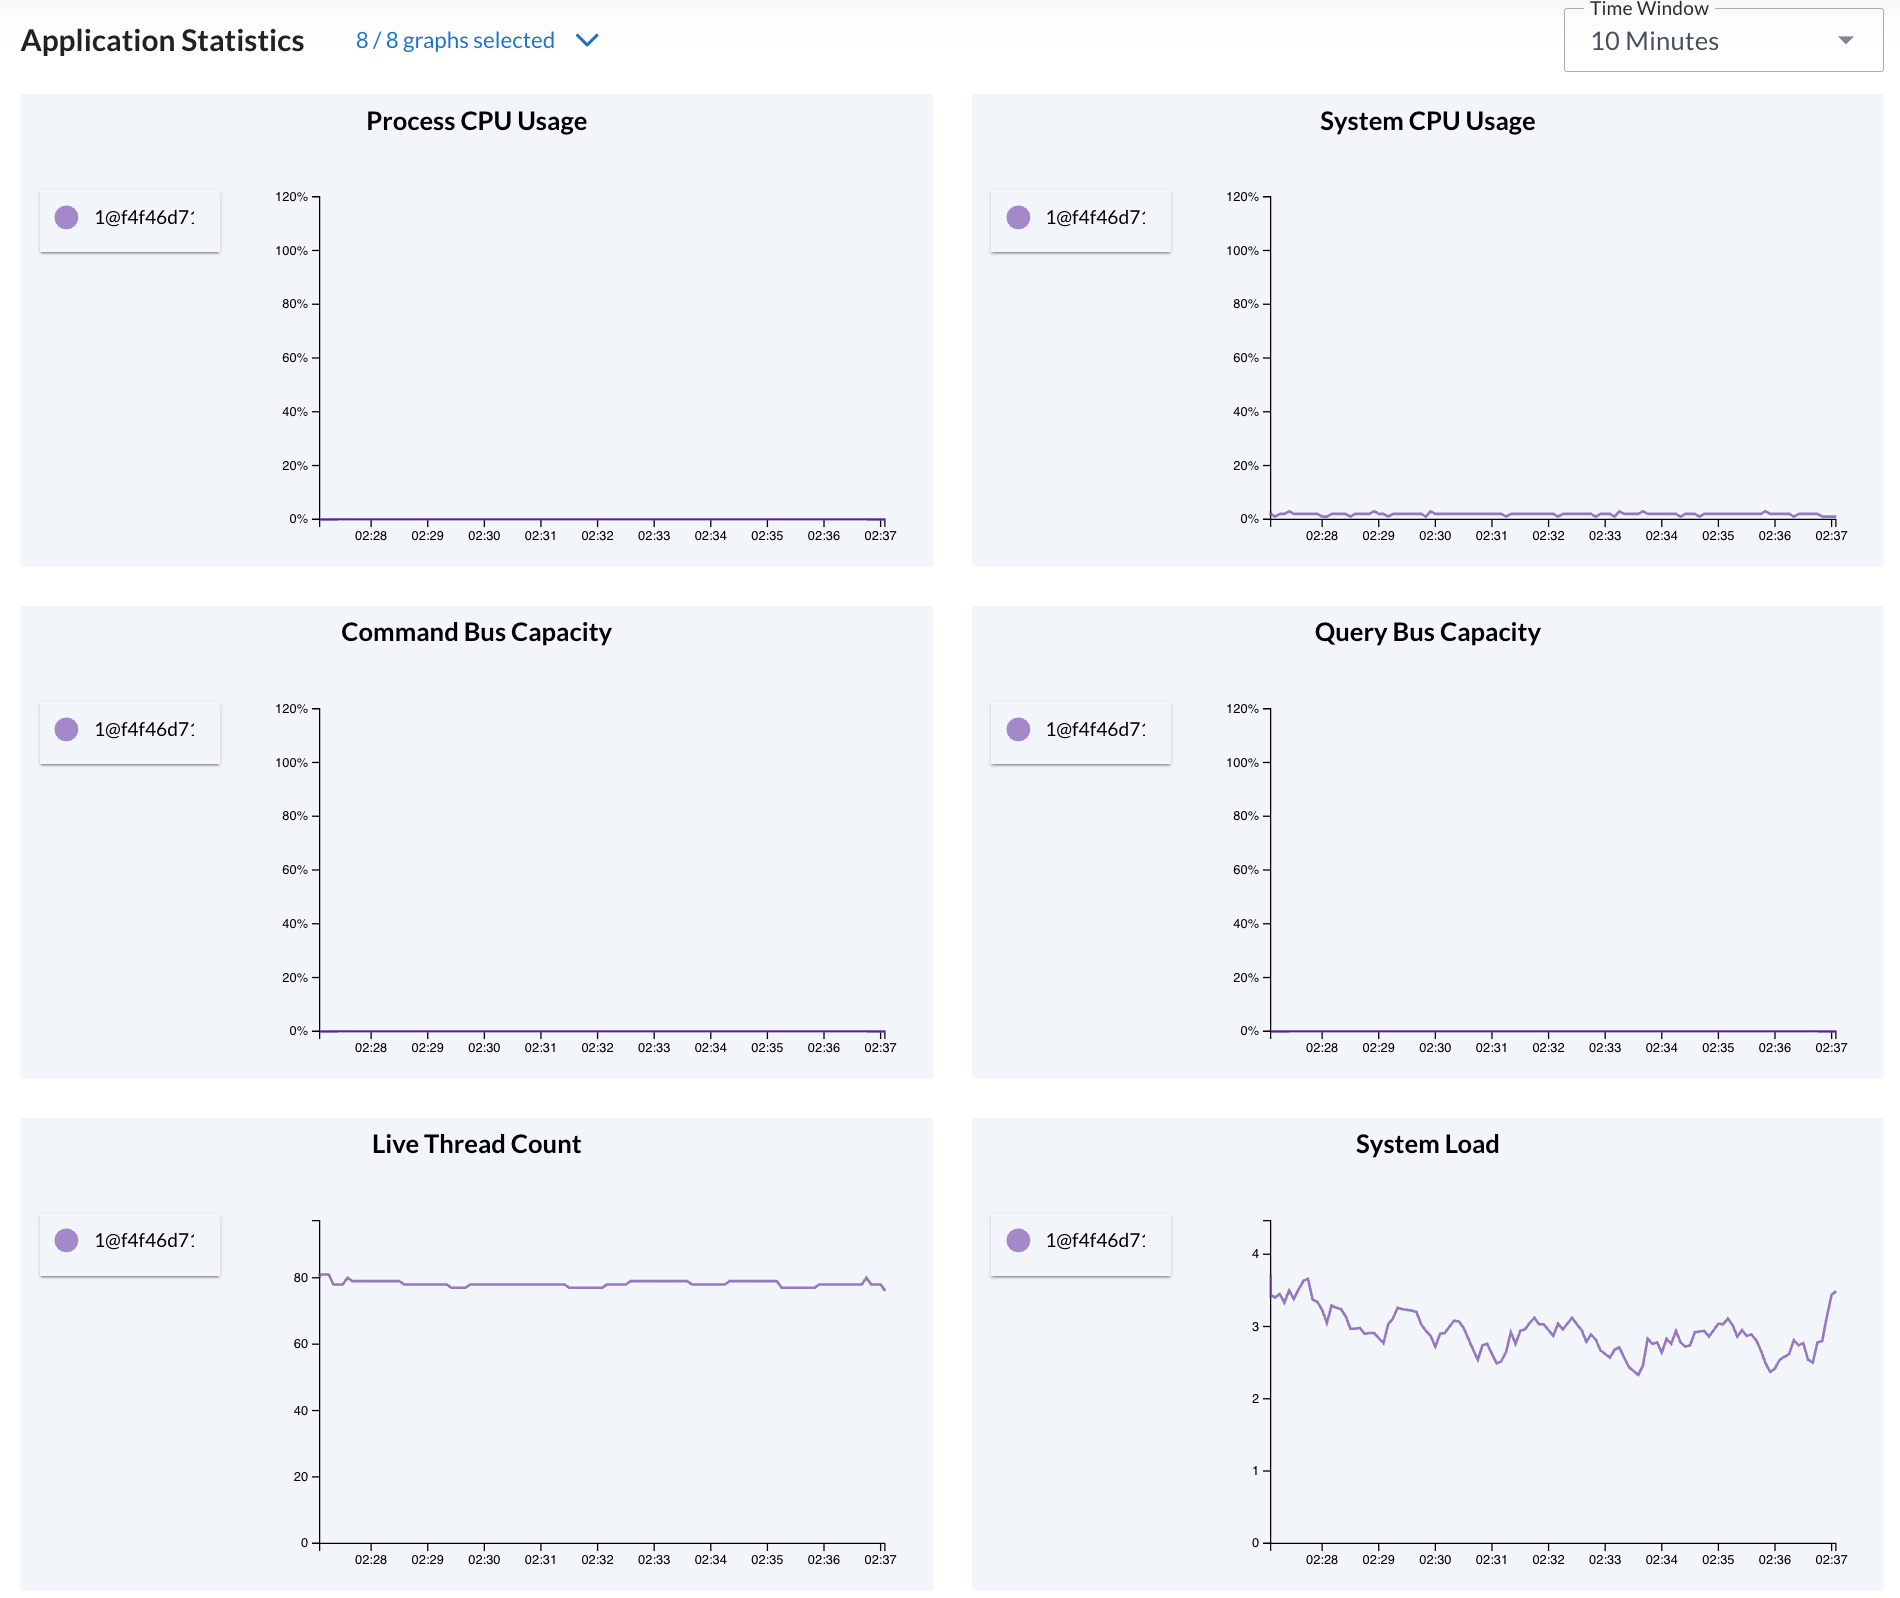 Time Window
Application Statistics 8 / 8 graphs selected 10 Minutes
Process CPU Usage
1@f4f46d7
120%
100%
80%
60%
40%
20%
0%
02:28 02:29 02:30 02:31 02:32 02:33 02:34 02:35 02:36 02:37
System CPU Usage
1@f4f46d7
120%
100%
80%
60%
40%
20%
0%
02:28 02:29 02:30 02:31 02:32 02:33 02:34 02:35 02:36 02:37
Command Bus Capacity
1@f4f46d7
120%
100%
80%
60%
40%
20%
0%
02:28 02:29 02:30 02:31 02:32 02:33 02:34 02:35 02:36 02:37
Query Bus Capacity
1@f4f46d7
120%
100%
80%
60%
40%
20%
0%
02:28 02:29 02:30 02:31 02:32 02:33 02:34 02:35 02:36 02:37
Live Thread Count
1@f4f46d7
80
60
40
20
0
02:28 02:29 02:30 02:31 02:32 02:33 02:34 02:35 02:36 02:37
System Load
1@f4f46d7
4
3
2
1
0
02:28 02:29 02:30 02:31 02:32 02:33 02:34 02:35 02:36 02:37